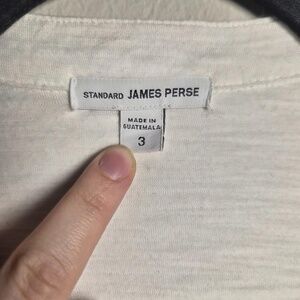 STANDARD JAMES PERSE
MADE IN
GUATEMALA
3